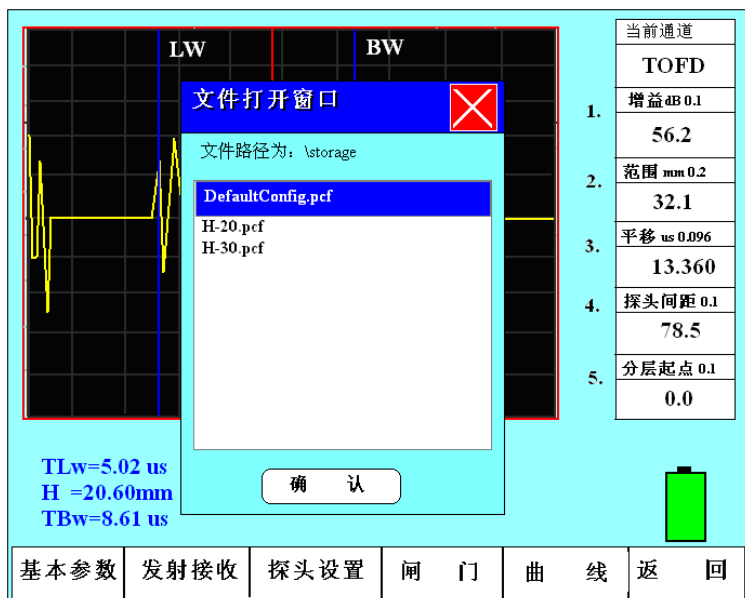 LW
BW
文件打开窗口
文件路径为：\storage
DefaultConfig.pcf
H-20.pcf
H-30.pcf
确 认
当前通道
TOFD
1.
增益dB 0.1
56.2
2.
范围 mm 0.2
32.1
3.
平移 us 0.096
13.360
4.
探头间距 0.1
78.5
5.
分层起点 0.1
0.0
TLw=5.02 us
H =20.60mm
TBw=8.61 us
基本参数 发射接收 探头设置 闸 门 曲 线 返 回